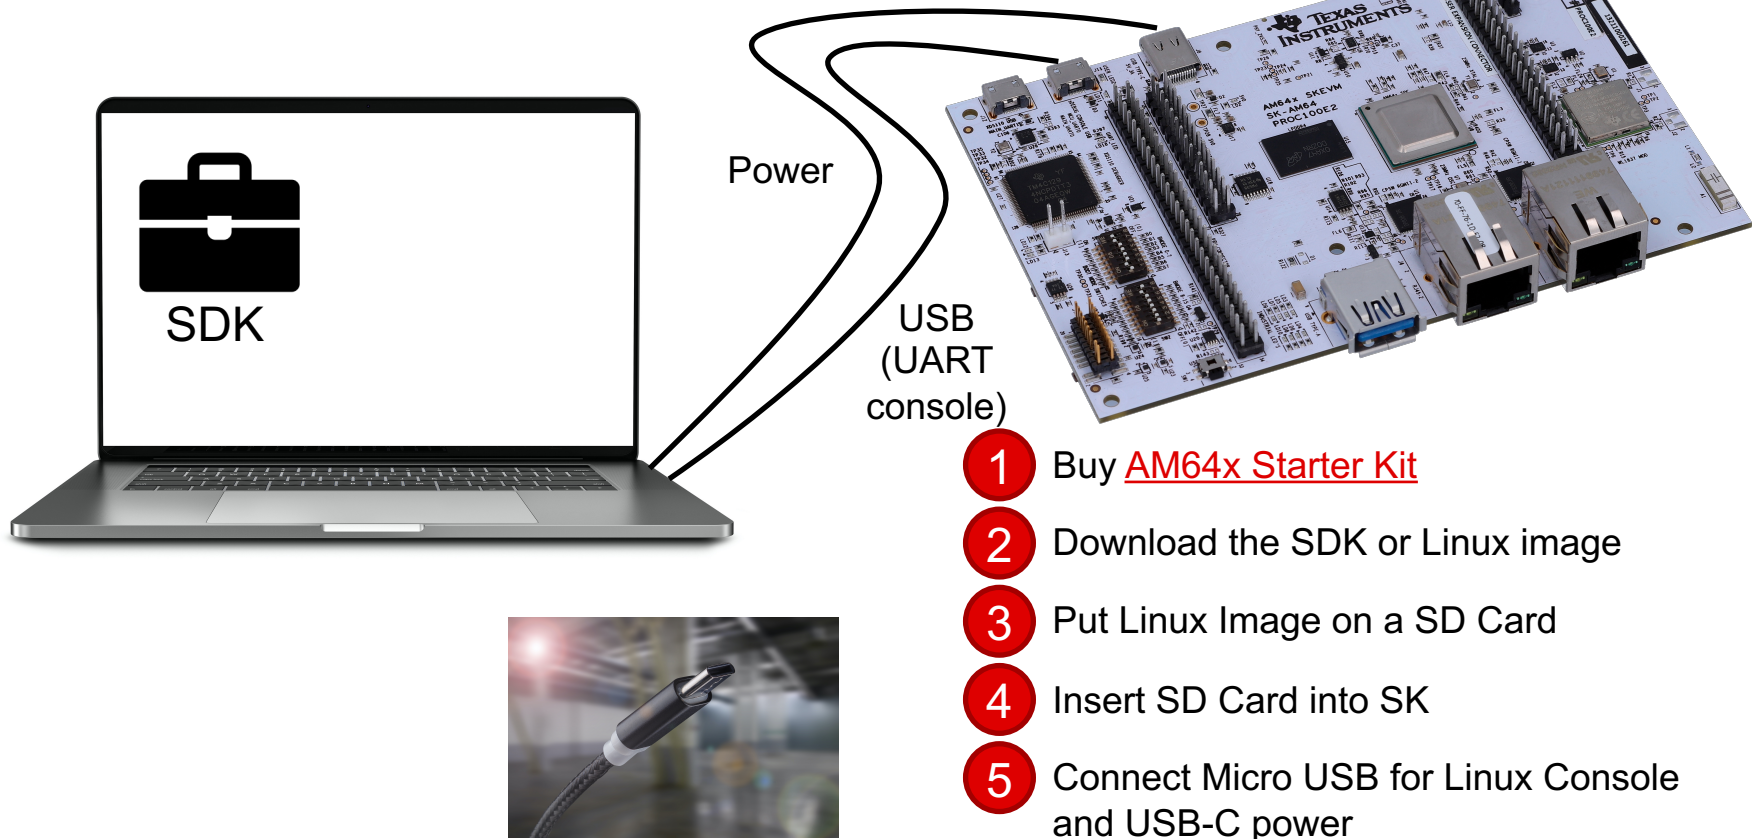 TEXAS
INSTRUMENTS
AM64x SKEVM
SK-AM64
PROC100E2
Power
SDK
USB
(UART
console)
1 Buy AM64x Starter Kit
2 Download the SDK or Linux image
3 Put Linux Image on a SD Card
4 Insert SD Card into SK
5 Connect Micro USB for Linux Console
and USB-C power